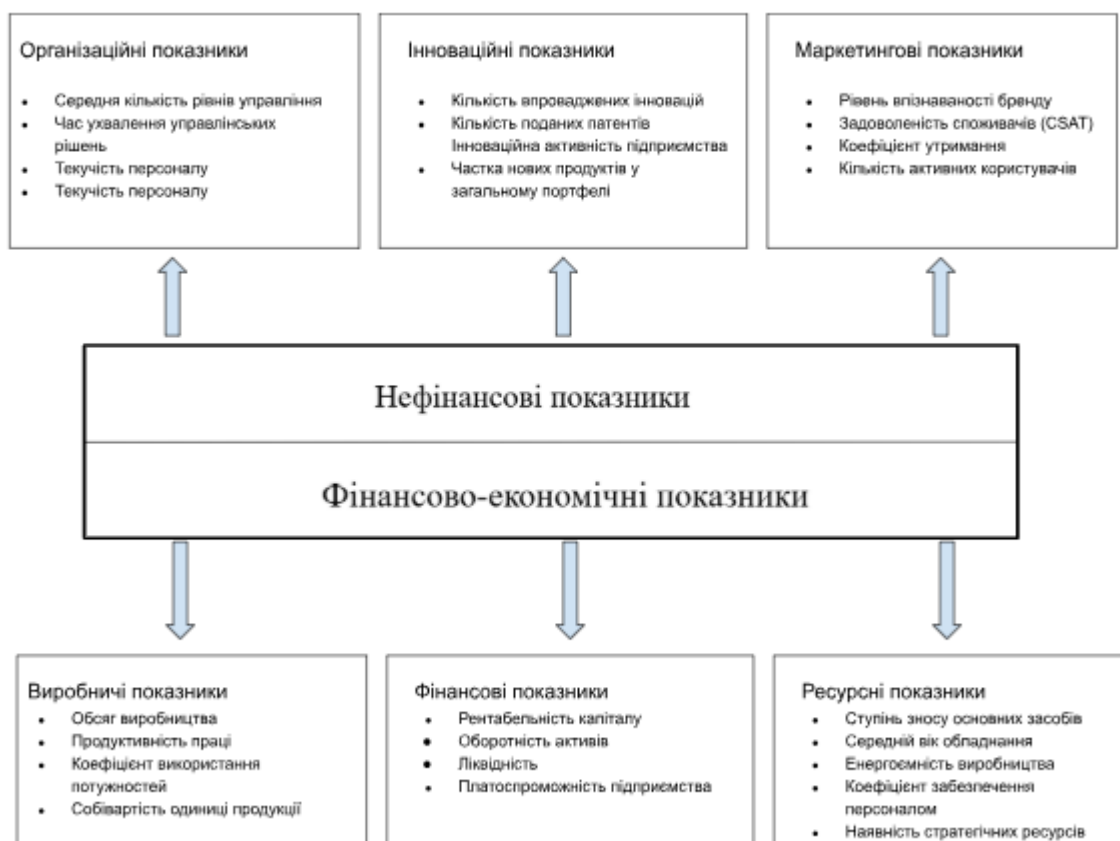 Організаційні показники
Середня кількість рівнів управління
Час ухвалення управлінських
рішень
Текучість персоналу
Текучість персоналу
Інноваційні показники
Кількість впроваджених інновацій
Кількість поданих патентів
Інноваційна активність підприємства
Частка нових продуктів у
загальному портфелі
Маркетингові показники
Рівень впізнаваності бренду
Задоволеність споживачів (CSAT)
Коефіцієнт утримання
Кількість активних користувачів
Нефінансові показники
Фінансово-економічні показники
Виробничі показники
Обсяг виробництва
Продуктивність праці
Коефіцієнт використання
потужностей
Собівартість одиниці продукції
Фінансові показники
Рентабельність капіталу
Оборотність активів
Ліквідність
Платоспроможність підприємства
Ресурсні показники
Ступінь зносу основних засобів
Середній вік обладнання
Енергоємність виробництва
Коефіцієнт забезпечення
персоналом
Наявність стратегічних ресурсів